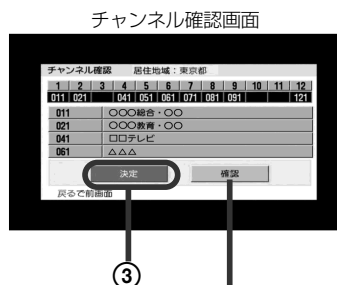 チャンネル確認画面
チャンネル確認 居住地域：東京都
1 2 3 4 5 6 7 8 9 10 11 12
011 021 041 051 061 071 081 091 121
011 〇〇〇総合・〇〇
021 〇〇〇教育・〇〇
041 □□テレビ
061 △△△
決定 確認
戻るで前画面
③